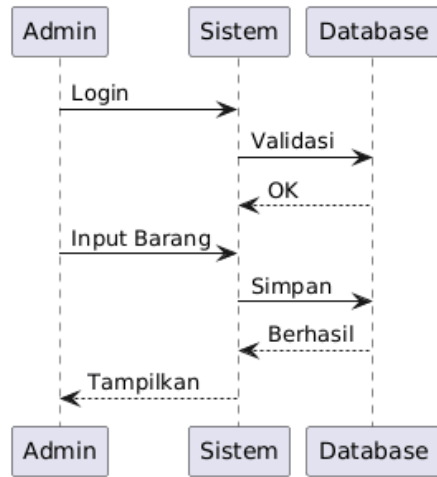 Admin
Sistem
Database
Login
Validasi
OK
Input Barang
Simpan
Berhasil
Tampilkan
Admin
Sistem
Database